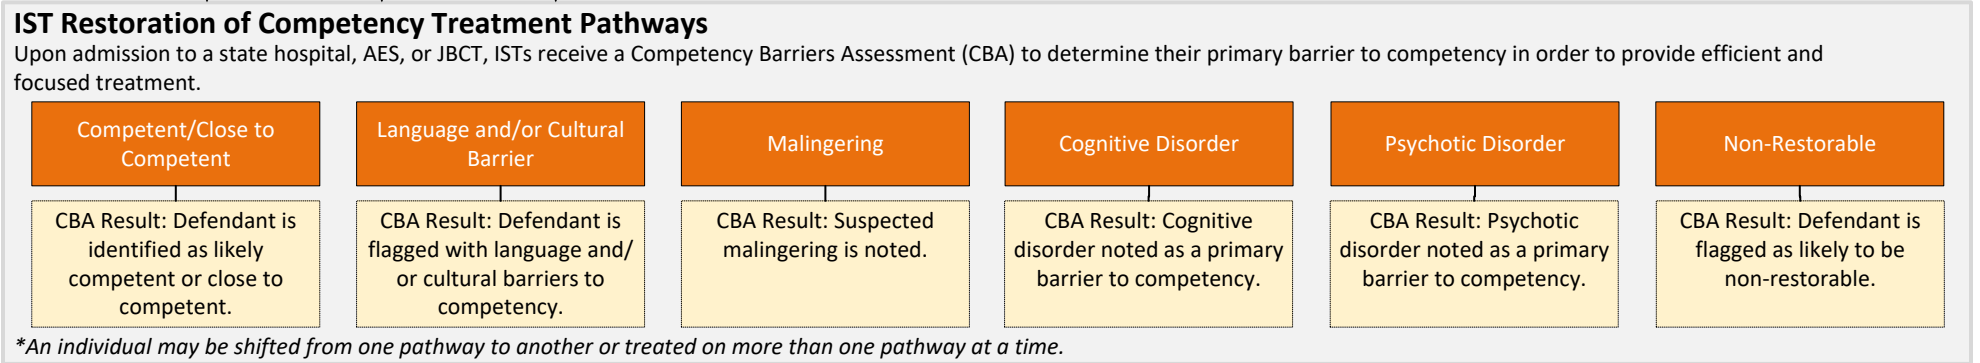 IST Restoration of Competency Treatment Pathways
Upon admission to a state hospital, AES, or JBCT, ISTs receive a Competency Barriers Assessment (CBA) to determine their primary barrier to competency in order to provide efficient and
focused treatment.
Competent/Close to
Competent
CBA Result: Defendant is
identified as likely
competent or close to
competent.
Language and/or Cultural
Barrier
CBA Result: Defendant is
flagged with language and/
or cultural barriers to
competency.
Malingering
CBA Result: Suspected
malingering is noted.
Cognitive Disorder
CBA Result: Cognitive
disorder noted as a primary
barrier to competency.
Psychotic Disorder
CBA Result: Psychotic
disorder noted as a primary
barrier to competency.
Non-Restorable
CBA Result: Defendant is
flagged as likely to be
non-restorable.
*An individual may be shifted from one pathway to another or treated on more than one pathway at a time.